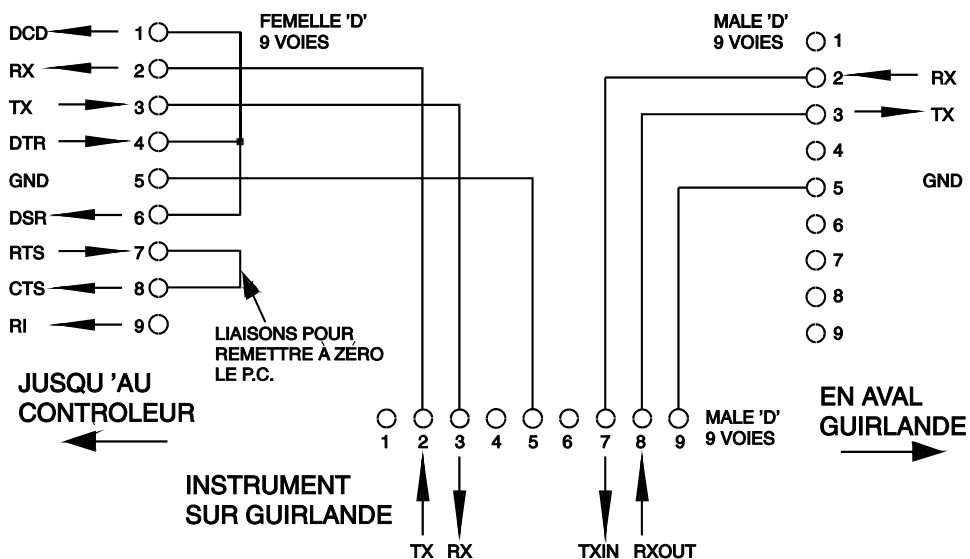 FEMELLE 'D'
9 VOIES
DCD 1
RX 2
TX 3
DTR 4
GND 5
DSR 6
RTS 7
CTS 8
RI 9
LIAISONS POUR
REMETTRE À ZÉRO
LE P.C.
JUSQU 'AU
CONTROLEUR
MALE 'D'
9 VOIES
1
2 RX
3 TX
4
5 GND
6
7
8
9
EN AVAL
GUIRLANDE
1 2 3 4 5 6 7 8 9
MALE 'D'
9 VOIES
INSTRUMENT
SUR GUIRLANDE
TX RX TXIN RXOUT